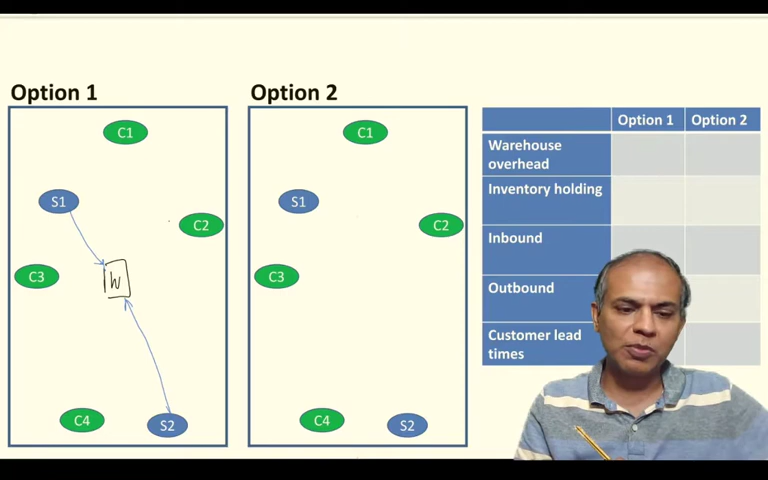 Option 1
C1
S1
C2
C3
W
C4
S2
Option 2
C1
S1
C2
C3
C4
S2
Option 1 Option 2
Warehouse
overhead
Inventory holding
Inbound
Outbound
Customer lead
times